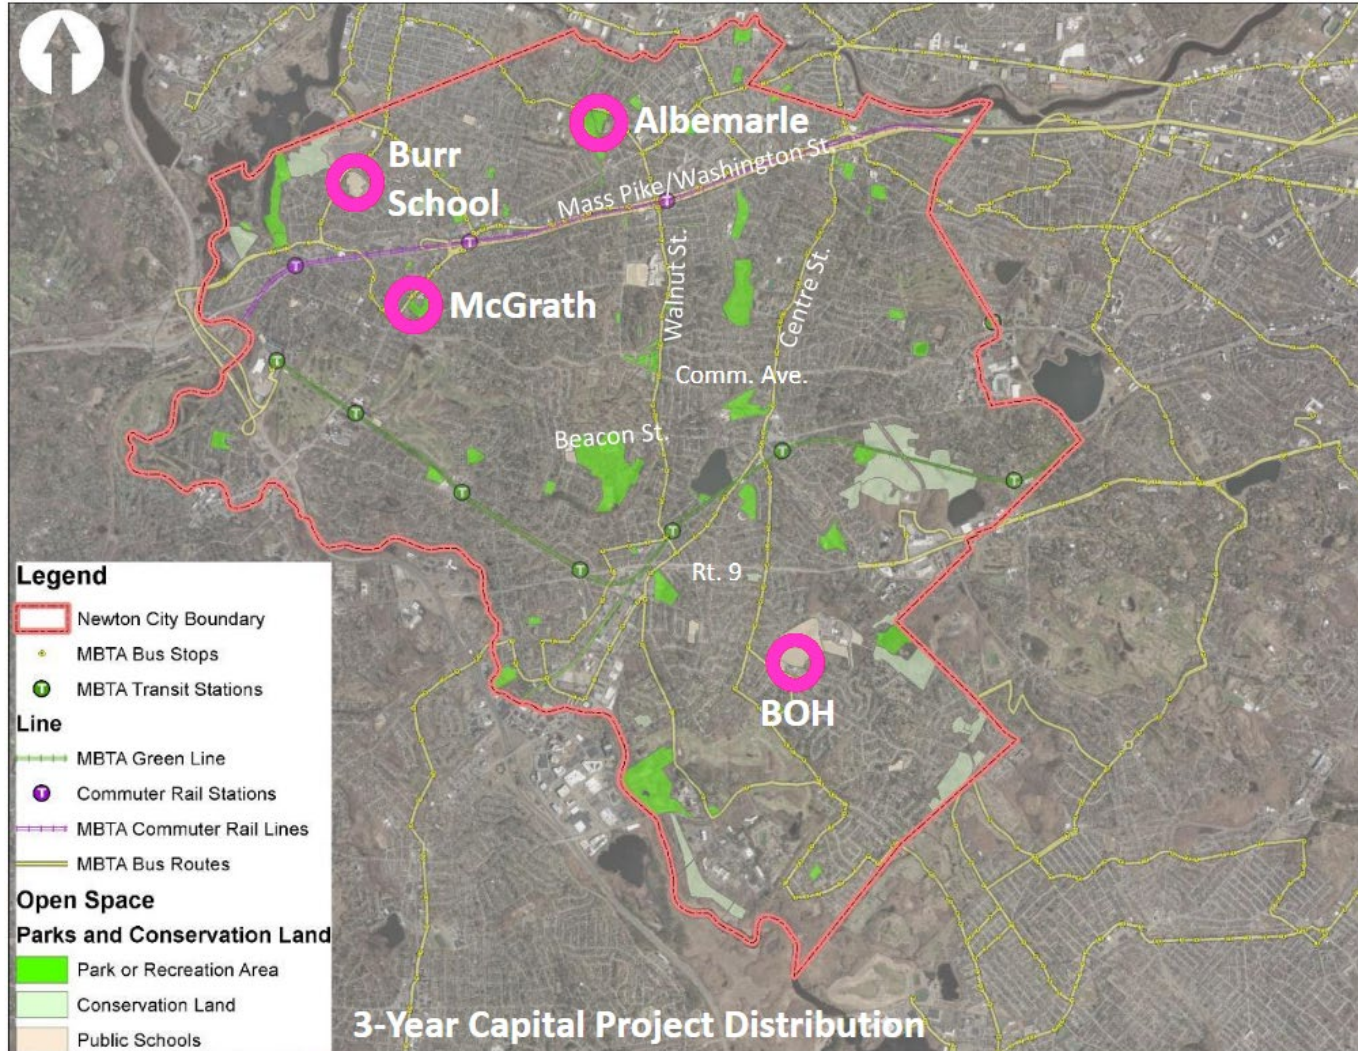 Albemarle
Burr
School
Mass Pike/Washington St.
McGrath
Walnut St.
Centre St.
Comm. Ave.
Beacon St.
Rt. 9
BOH
Legend
Newton City Boundary
MBTA Bus Stops
T MBTA Transit Stations
Line
MBTA Green Line
T Commuter Rail Stations
MBTA Commuter Rail Lines
MBTA Bus Routes
Open Space
Parks and Conservation Land
Park or Recreation Area
Conservation Land
Public Schools
3-Year Capital Project Distribution